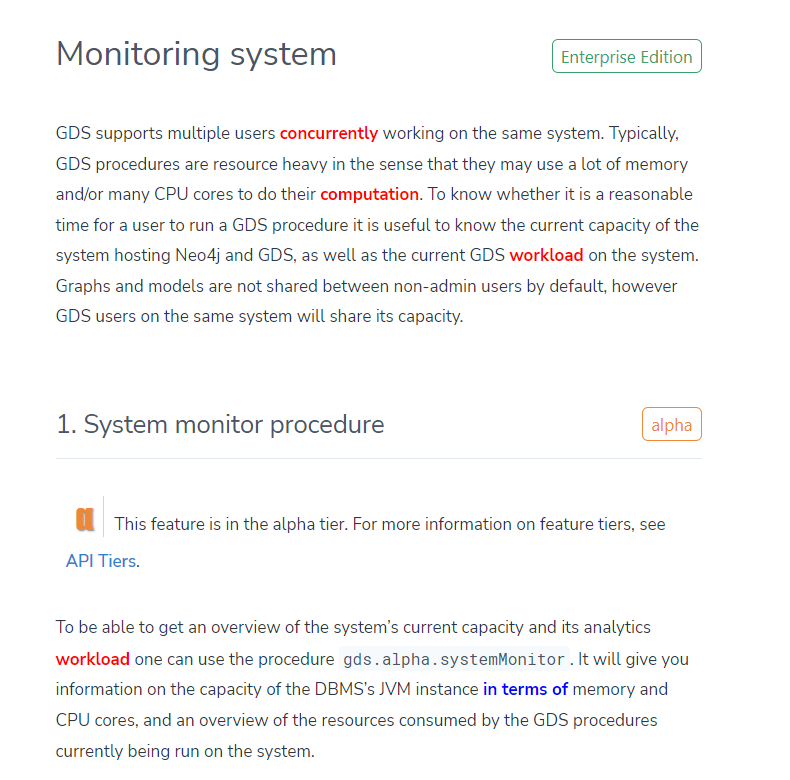 Monitoring system
Enterprise Edition
GDS supports multiple users concurrently working on the same system. Typically,
GDS procedures are resource heavy in the sense that they may use a lot of memory
and/or many CPU cores to do their computation. To know whether it is a reasonable
time for a user to run a GDS procedure it is useful to know the current capacity of the
system hosting Neo4j and GDS, as well as the current GDS workload on the system.
Graphs and models are not shared between non-admin users by default, however
GDS users on the same system will share its capacity.
1. System monitor procedure
alpha
α This feature is in the alpha tier. For more information on feature tiers, see
API Tiers.
To be able to get an overview of the system’s current capacity and its analytics
workload one can use the procedure gds.alpha.systemMonitor. It will give you
information on the capacity of the DBMS’s JVM instance in terms of memory and
CPU cores, and an overview of the resources consumed by the GDS procedures
currently being run on the system.